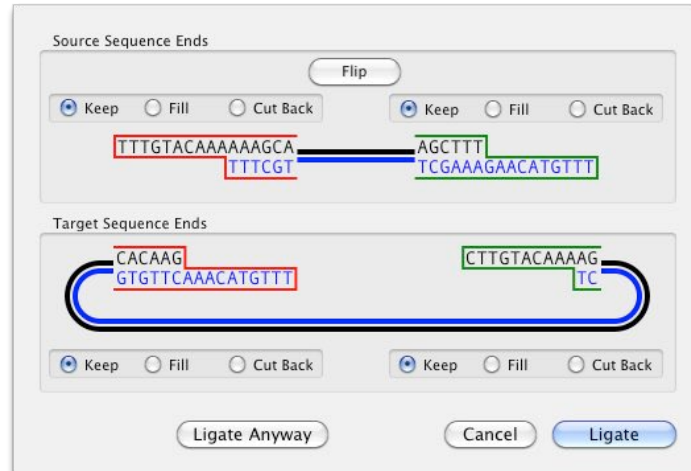 Source Sequence Ends
Flip
Keep Fill Cut Back Keep Fill Cut Back
TTTGTACAAAAAAGCA AGCTTT
TTTCGT TCGAAAGAACATGTTT
Target Sequence Ends
CACAAG CTTGTACAAAAG
GTGTTCAAACATGTTT TC
Keep Fill Cut Back Keep Fill Cut Back
Ligate Anyway Cancel Ligate